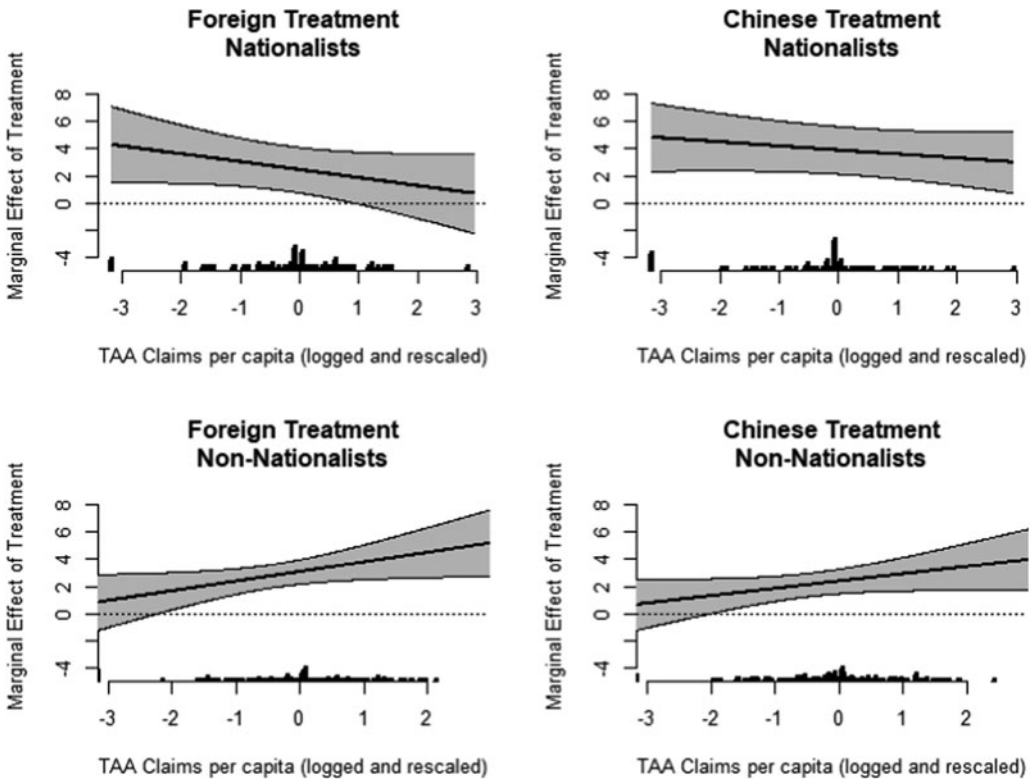 Foreign Treatment
Nationalists
Marginal Effect of Treatment
8
6
4
2
0
-4
-3 -2 -1 0 1 2 3
TAA Claims per capita (logged and rescaled)
Chinese Treatment
Nationalists
Marginal Effect of Treatment
8
6
4
2
0
-4
-3 -2 -1 0 1 2 3
TAA Claims per capita (logged and rescaled)
Foreign Treatment
Non-Nationalists
Marginal Effect of Treatment
8
6
4
2
0
-4
-3 -2 -1 0 1 2
TAA Claims per capita (logged and rescaled)
Chinese Treatment
Non-Nationalists
Marginal Effect of Treatment
8
6
4
2
0
-4
-3 -2 -1 0 1 2
TAA Claims per capita (logged and rescaled)